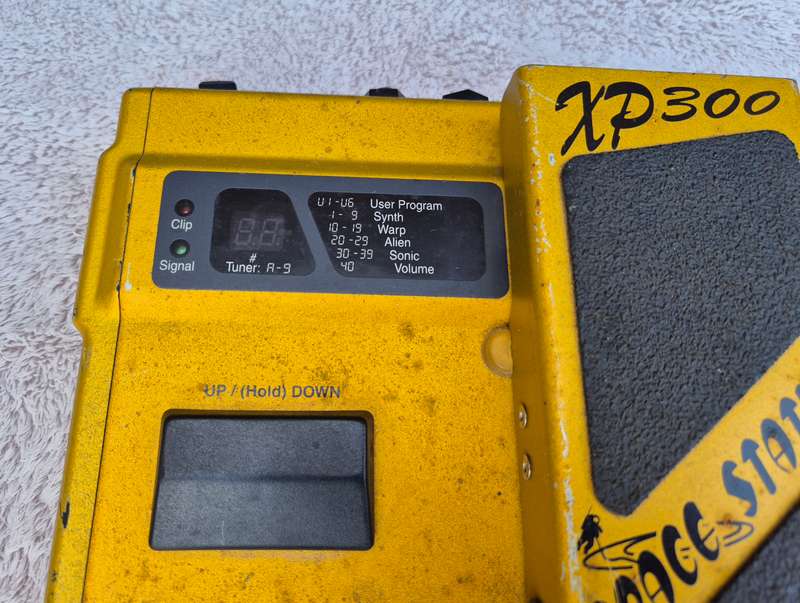 XP300
U1-U6 User Program
1-9 Synth
10-19 Warp
20-29 Alien
30-39 Sonic
40 Volume
Clip
Signal
#
Tuner: A-9
UP / (Hold) DOWN